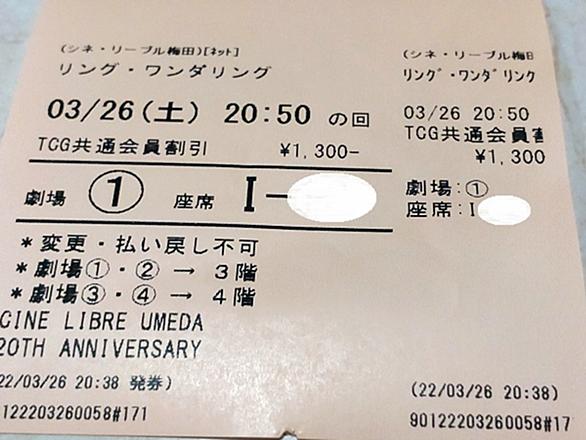 (シネ・リーブル梅田)[ネット]
リング・ワンダリング
03/26(土) 20:50 の回
TCG共通会員割引 ¥1,300-
劇場 ① 座席 I-
*変更・払い戻し不可
*劇場①・② → 3階
*劇場③・④ → 4階
CINE LIBRE UMEDA
20TH ANNIVERSARY
22/03/26 20:38 発券)
0122203260058#171
(シネ・リーブル梅田
リング・ワンダリング
03/26 20:50
TCG共通会員割
¥1,300
劇場:①
座席:I
(22/03/26 20:38)
90122203260058#17